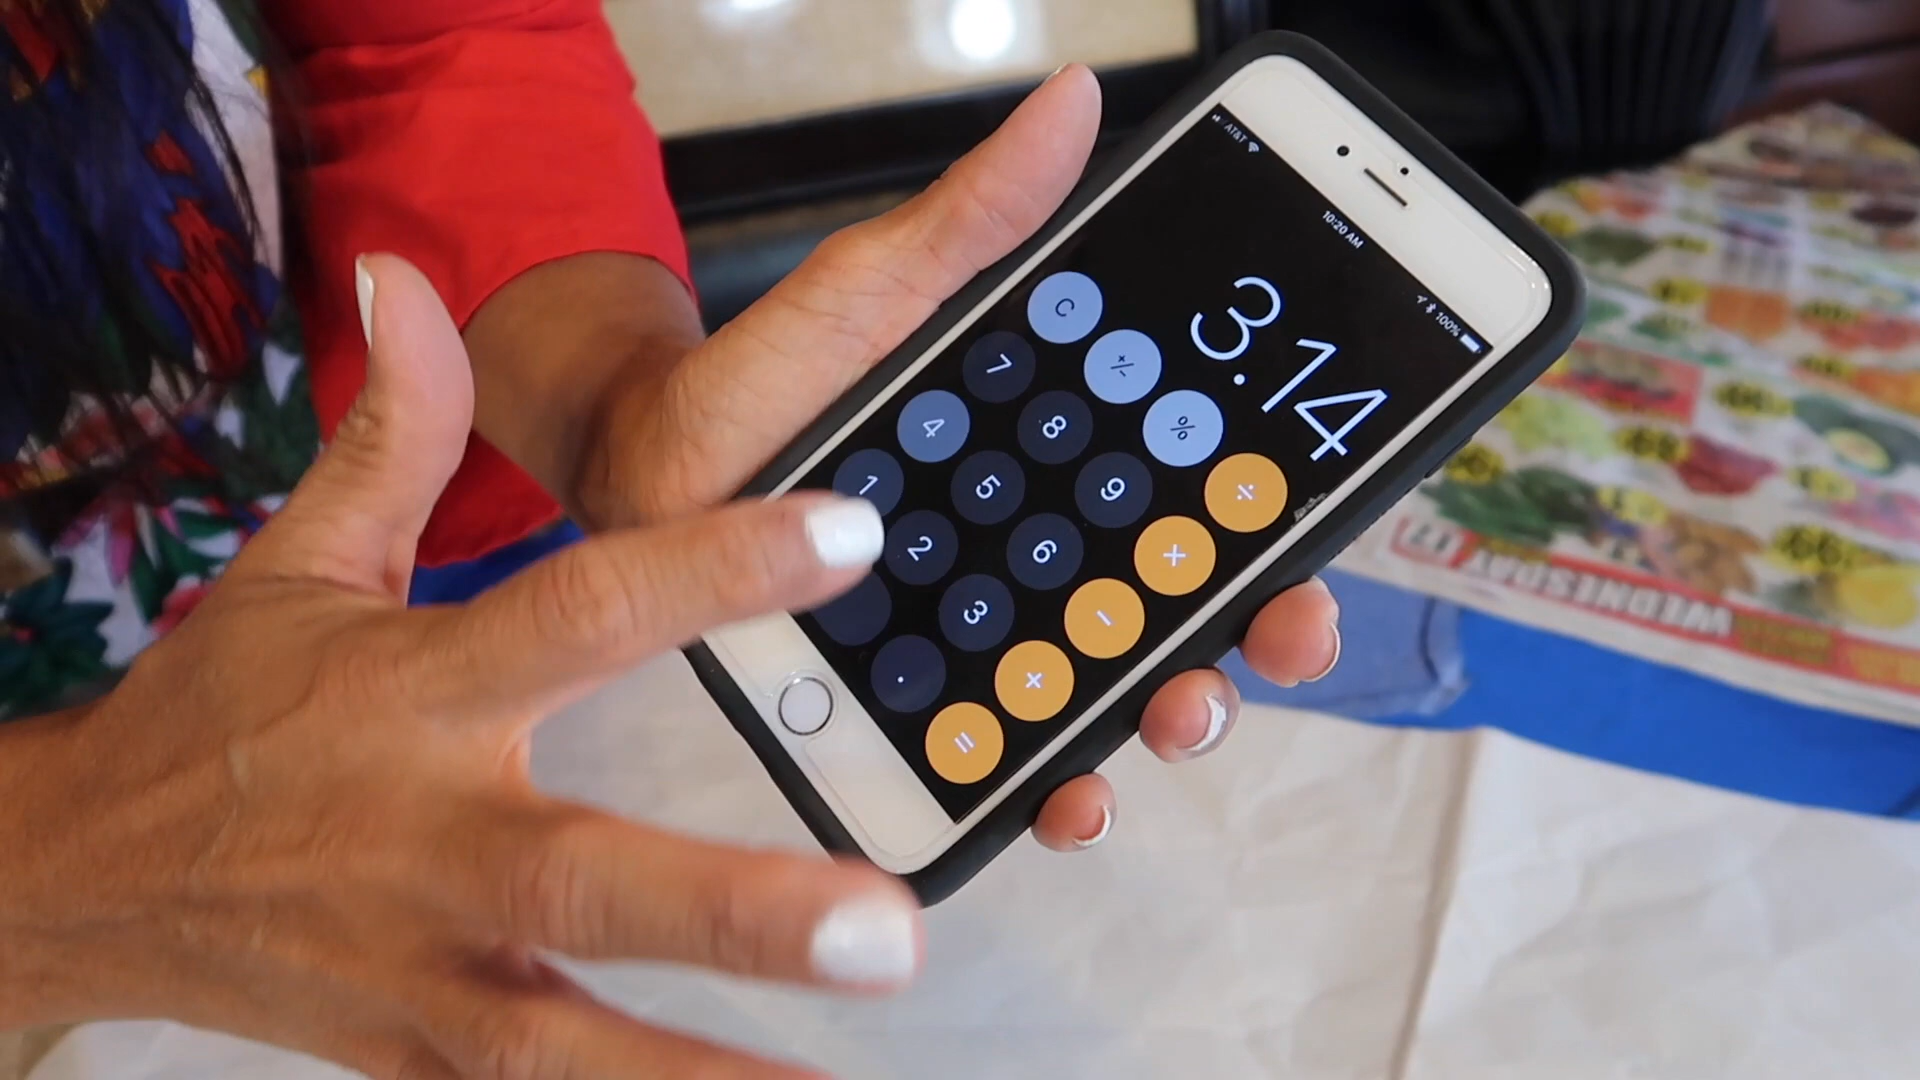 AT&T 10:20 AM 100%
3.14
C +/- % ÷
7 8 9 ×
4 5 6 −
1 2 3 +
. =
WEDNESDAY